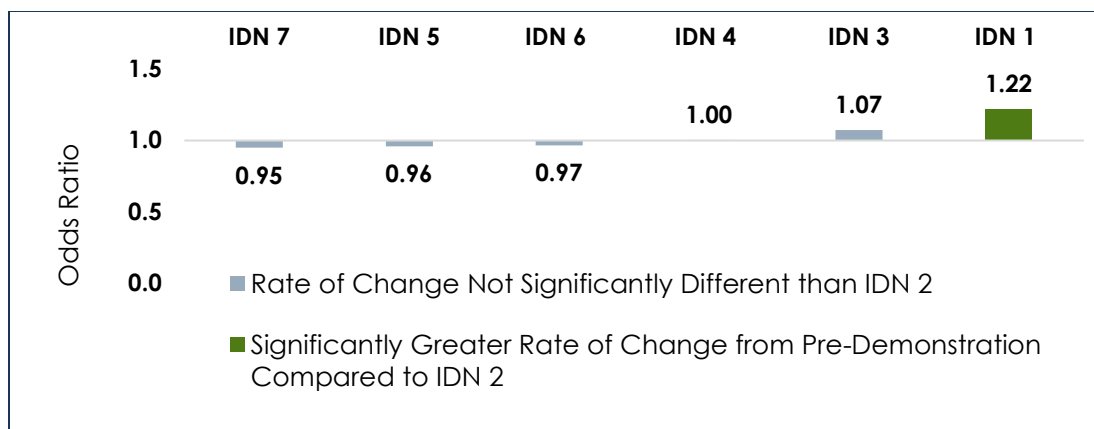 IDN 7 IDN 5 IDN 6 IDN 4 IDN 3 IDN 1
1.5
1.22
1.07
1.00
1.0
0.95 0.96 0.97
0.5
0.0
Odds Ratio
Rate of Change Not Significantly Different than IDN 2
Significantly Greater Rate of Change from Pre-Demonstration
Compared to IDN 2